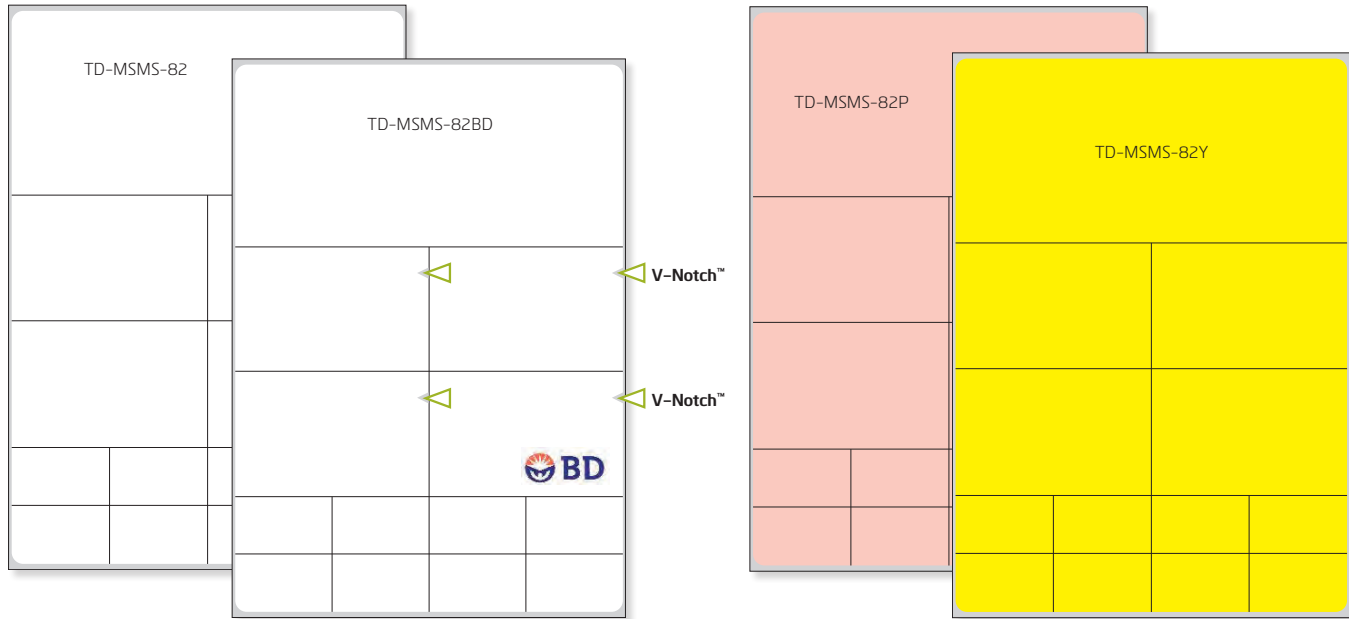 TD-MSMS-82
TD-MSMS-82BD
V-Notch™
V-Notch™
BD
TD-MSMS-82P
TD-MSMS-82Y